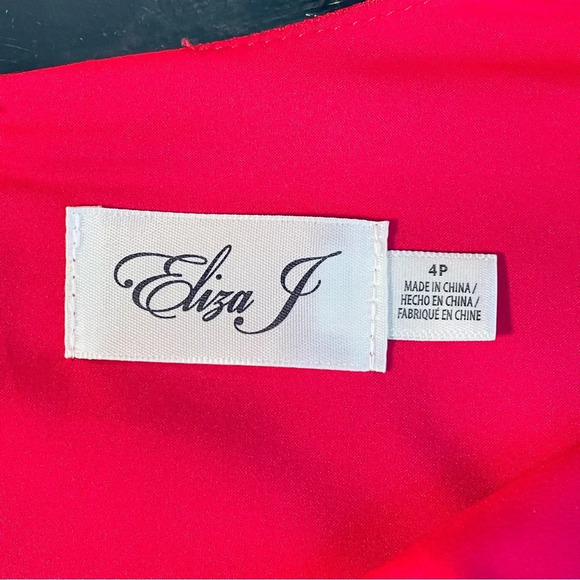 Eliza J
4P
MADE IN CHINA/
HECHO EN CHINA/
FABRIQUÉ EN CHINE